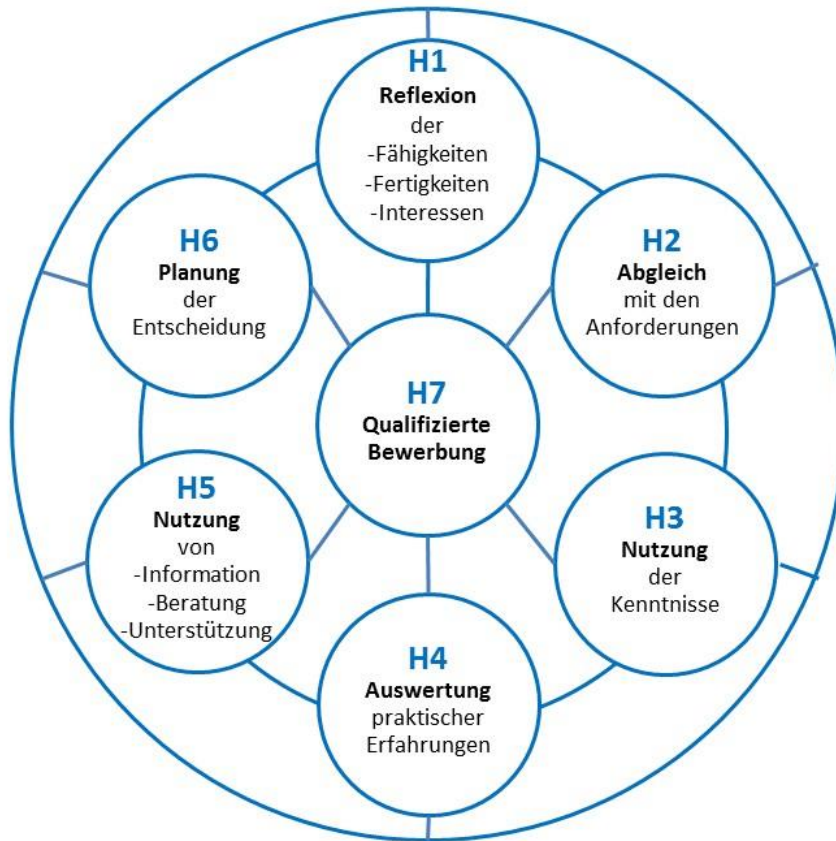 H1
Reflexion
der
-Fähigkeiten
-Fertigkeiten
-Interessen
H2
Abgleich
mit den
Anforderungen
H3
Nutzung
der
Kenntnisse
H4
Auswertung
praktischer
Erfahrungen
H5
Nutzung
von
-Information
-Beratung
-Unterstützung
H6
Planung
der
Entscheidung
H7
Qualifizierte
Bewerbung